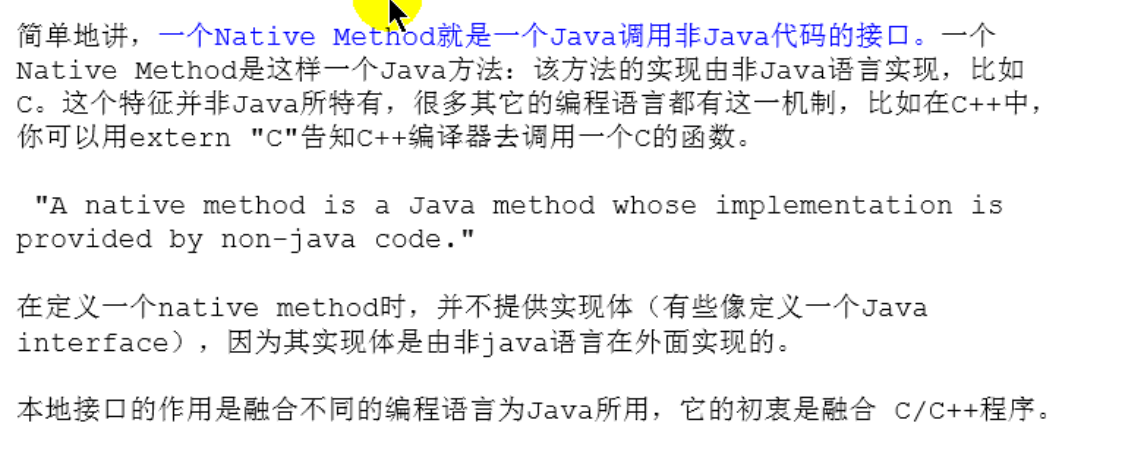 简单地讲，一个Native Method就是一个Java调用非Java代码的接口。一个
Native Method是这样一个Java方法：该方法的实现由非Java语言实现，比如
C。这个特征并非Java所特有，很多其它的编程语言都有这一机制，比如在C++中，
你可以用extern "C"告知C++编译器去调用一个C的函数。
"A native method is a Java method whose implementation is
provided by non-java code."
在定义一个native method时，并不提供实现体（有些像定义一个Java
interface），因为其实现体是由非java语言在外面实现的。
本地接口的作用是融合不同的编程语言为Java所用，它的初衷是融合 C/C++程序。